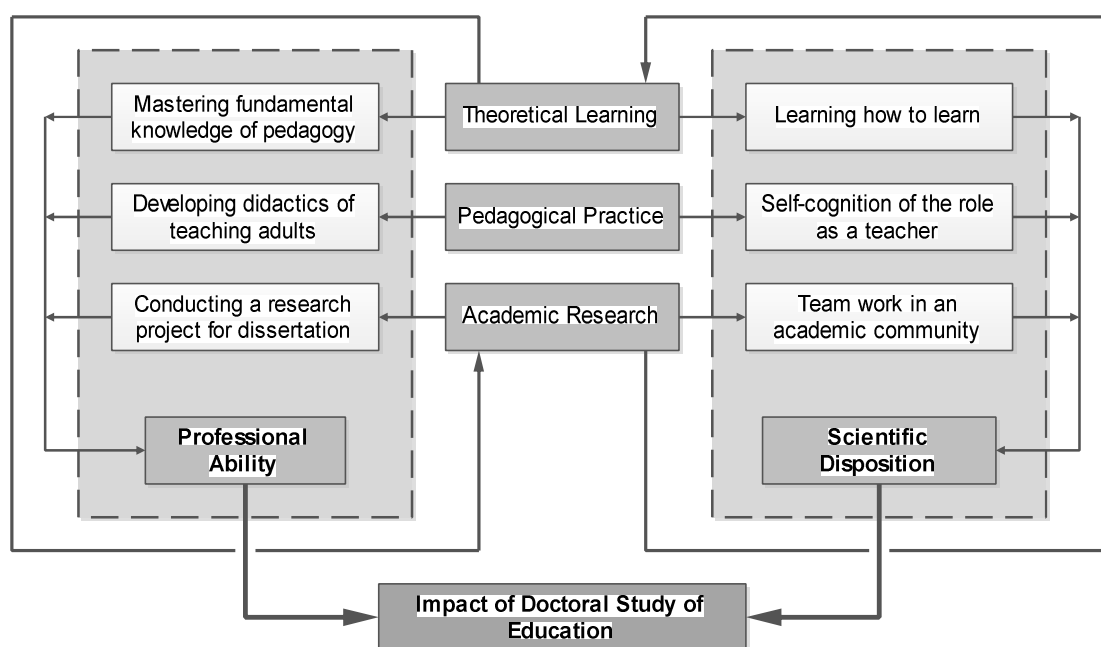 Mastering fundamental
knowledge of pedagogy
Theoretical Learning
Learning how to learn
Developing didactics of
teaching adults
Pedagogical Practice
Self-cognition of the role
as a teacher
Conducting a research
project for dissertation
Academic Research
Team work in an
academic community
Professional
Ability
Scientific
Disposition
Impact of Doctoral Study of
Education